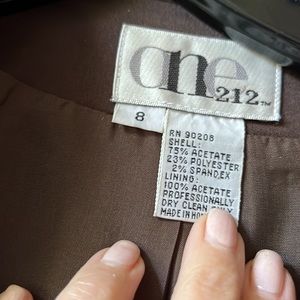 one
212™
8
RN 90208
SHELL:
75% ACETATE
23% POLYESTER
2% SPANDEX
LINING:
100% ACETATE
PROFESSIONALLY
DRY CLEAN ONLY
MADE IN